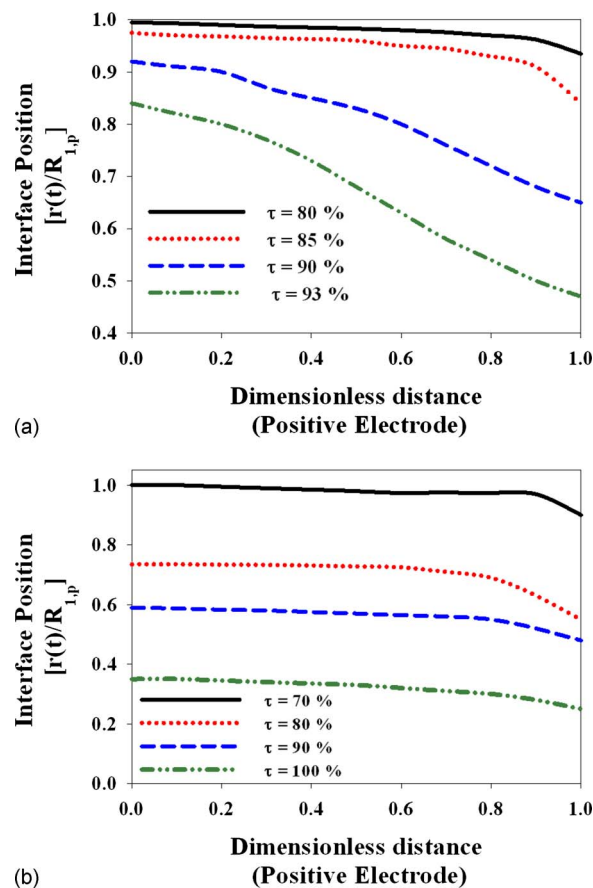 1.0
0.9
0.8
0.7
0.6
0.5
0.4
Interface Position
[r(t)/R1,p]
τ = 80 %
τ = 85 %
τ = 90 %
τ = 93 %
0.0 0.2 0.4 0.6 0.8 1.0
Dimensionless distance
(Positive Electrode)
(a)
1.0
0.8
0.6
0.4
0.2
0.0
Interface Position
[r(t)/R1,p]
τ = 70 %
τ = 80 %
τ = 90 %
τ = 100 %
0.0 0.2 0.4 0.6 0.8 1.0
Dimensionless distance
(Positive Electrode)
(b)